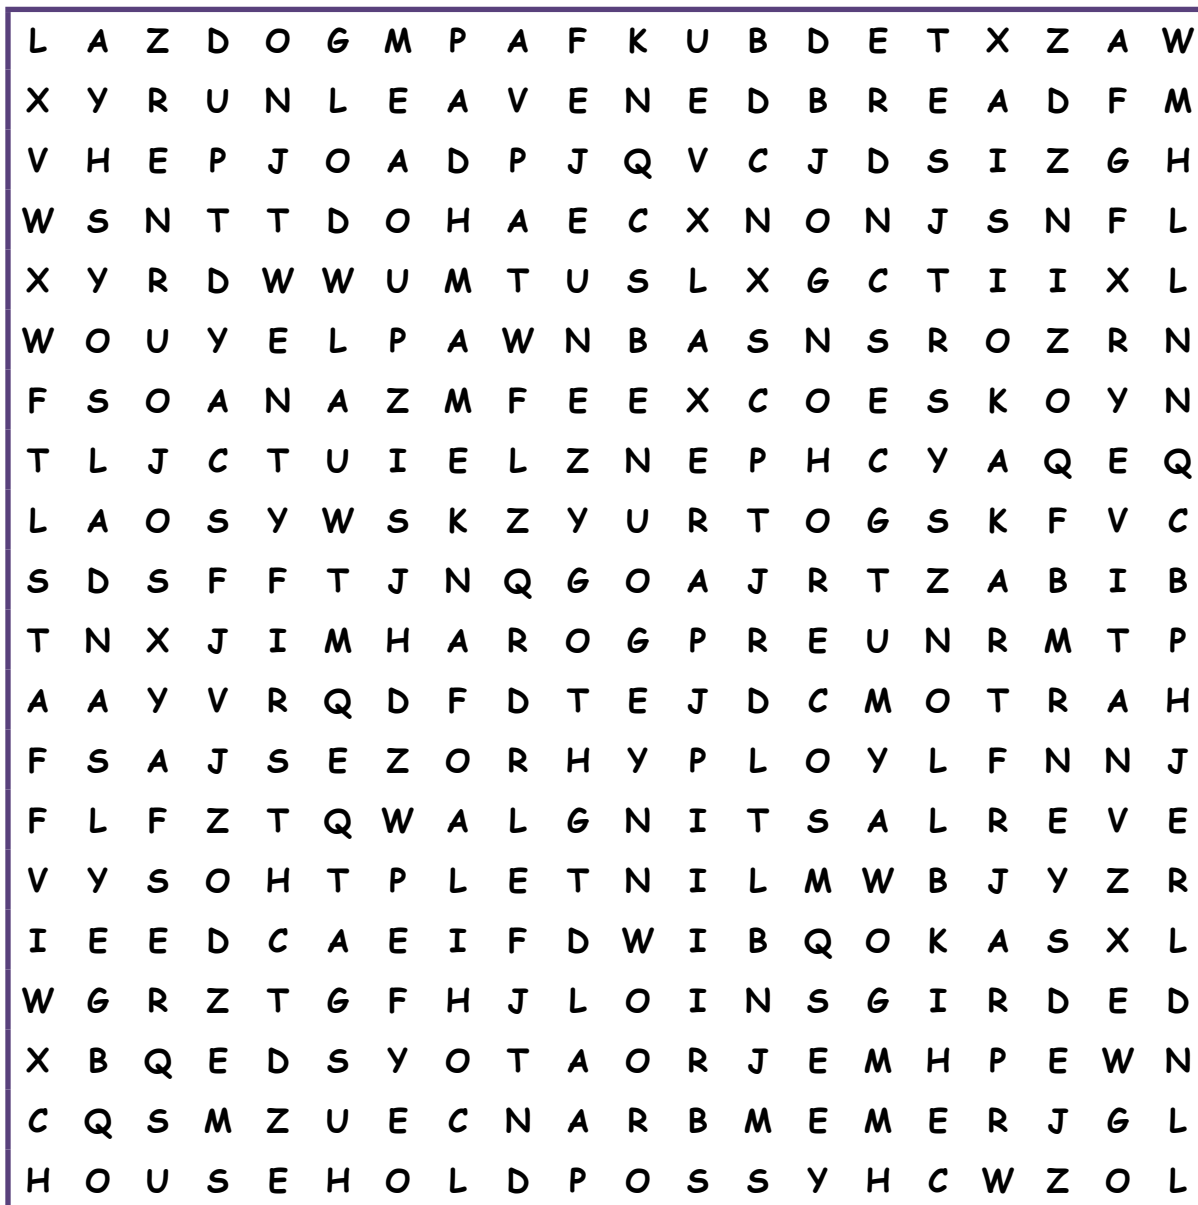 L A Z D O G M P A F K U B D E T X Z A W
X Y R U N L E A V E N E D B R E A D F M
V H E P J O A D P J Q V C J D S I Z G H
W S N T T D O H A E C X N O N J S N F L
X Y R D W W U M T U S L X G C T I I X L
W O U Y E L P A W N B A S N S R O Z R N
F S O A N A Z M F E E X C O E S K O Y N
T L J C T U I E L Z N E P H C Y A Q E Q
L A O S Y W S K Z Y U R T O G S K F V C
S D S F F T J N Q G O A J R T Z A B I B
T N X J I M H A R O G P R E U N R M T P
A A Y V R Q D F D T E J D C M O T R A H
F S A J S E Z O R H Y P L O Y L F N N J
F L F Z T Q W A L G N I T S A L R E V E
V Y S O H T P L E T N I L M W B J Y Z R
I E E D C A E I F D W I B Q O K A S X L
W G R Z T G F H J L O I N S G I R D E D
X B Q E D S Y O T A O R J E M H P E W N
C Q S M Z U E C N A R B M E M E R J G L
H O U S E H O L D P O S S Y H C W Z O L